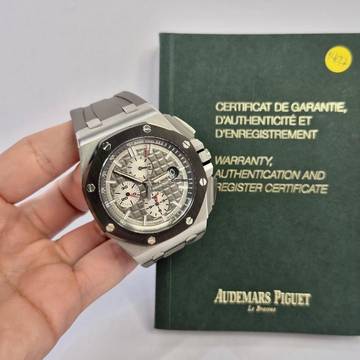 CERTIFICAT DE GARANTIE,
D'AUTHENTICITÉ ET
D'ENREGISTREMENT
WARRANTY,
AUTHENTICATION AND
REGISTER CERTIFICATE
AUDEMARS PIGUET
Le Brassus